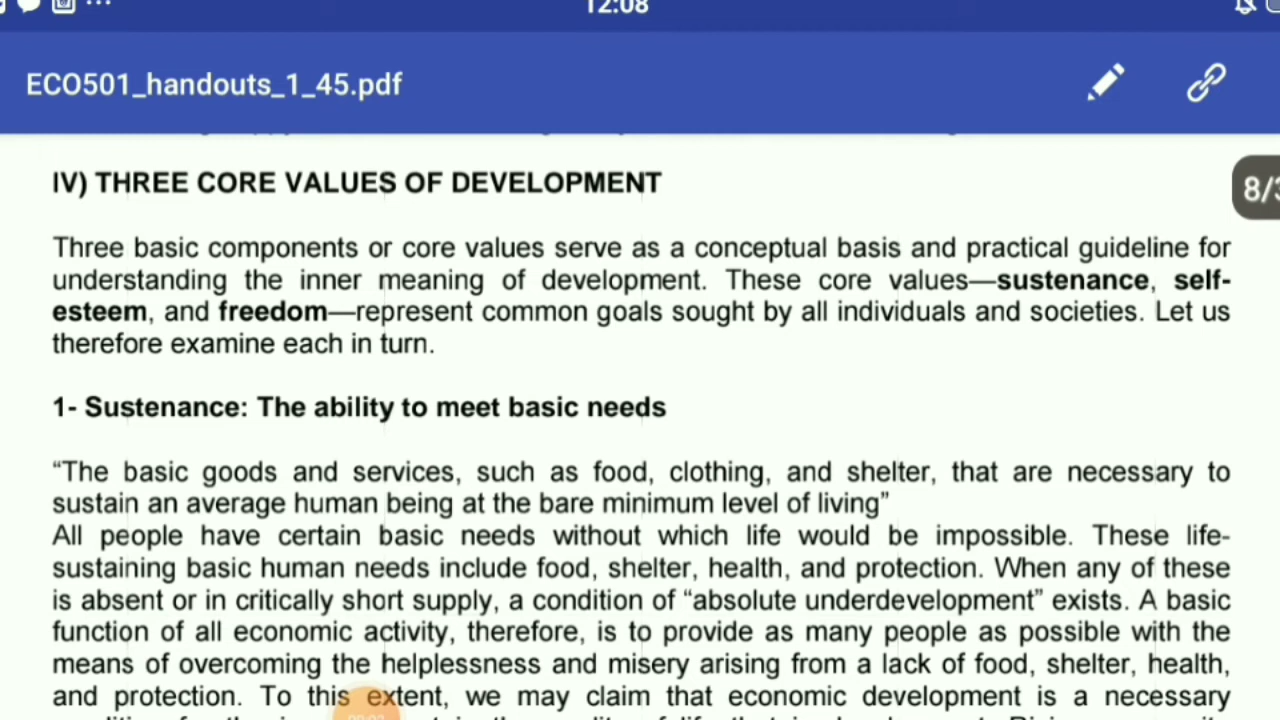 12:08
ECO501_handouts_1_45.pdf
8/3
IV) THREE CORE VALUES OF DEVELOPMENT
Three basic components or core values serve as a conceptual basis and practical guideline for
understanding the inner meaning of development. These core values—sustenance, self-
esteem, and freedom—represent common goals sought by all individuals and societies. Let us
therefore examine each in turn.
1- Sustenance: The ability to meet basic needs
“The basic goods and services, such as food, clothing, and shelter, that are necessary to
sustain an average human being at the bare minimum level of living”
All people have certain basic needs without which life would be impossible. These life-
sustaining basic human needs include food, shelter, health, and protection. When any of these
is absent or in critically short supply, a condition of “absolute underdevelopment” exists. A basic
function of all economic activity, therefore, is to provide as many people as possible with the
means of overcoming the helplessness and misery arising from a lack of food, shelter, health,
and protection. To this extent, we may claim that economic development is a necessary